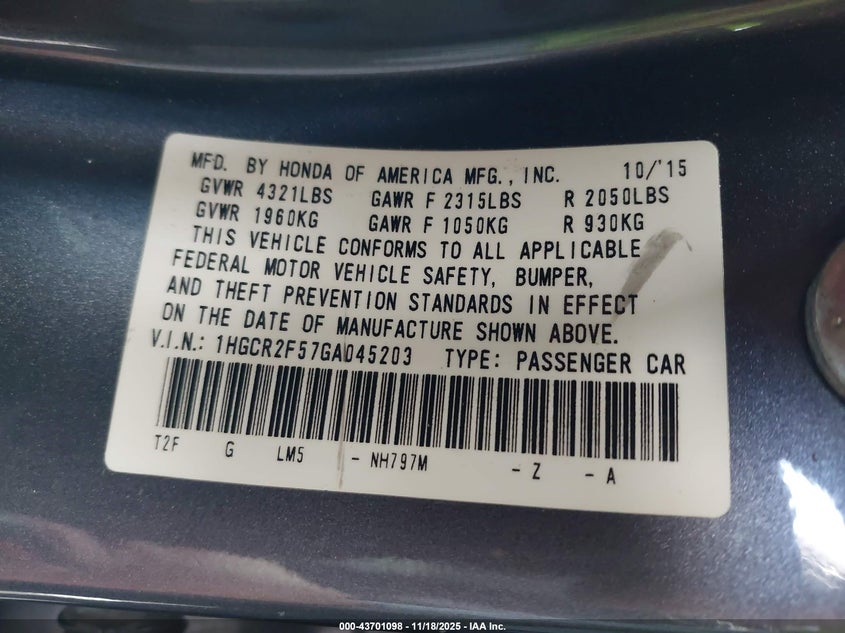 MFD. BY HONDA OF AMERICA MFG., INC. 10/'15
GVWR 4321LBS GAWR F 2315LBS R 2050LBS
GVWR 1960KG GAWR F 1050KG R 930KG
THIS VEHICLE CONFORMS TO ALL APPLICABLE
FEDERAL MOTOR VEHICLE SAFETY, BUMPER,
AND THEFT PREVENTION STANDARDS IN EFFECT
ON THE DATE OF MANUFACTURE SHOWN ABOVE.
V.I.N.: 1HGCR2F57GA045203 TYPE: PASSENGER CAR
T2F G LM5 - NH797M - Z - A
000-43701098 - 11/18/2025 - IAA Inc.